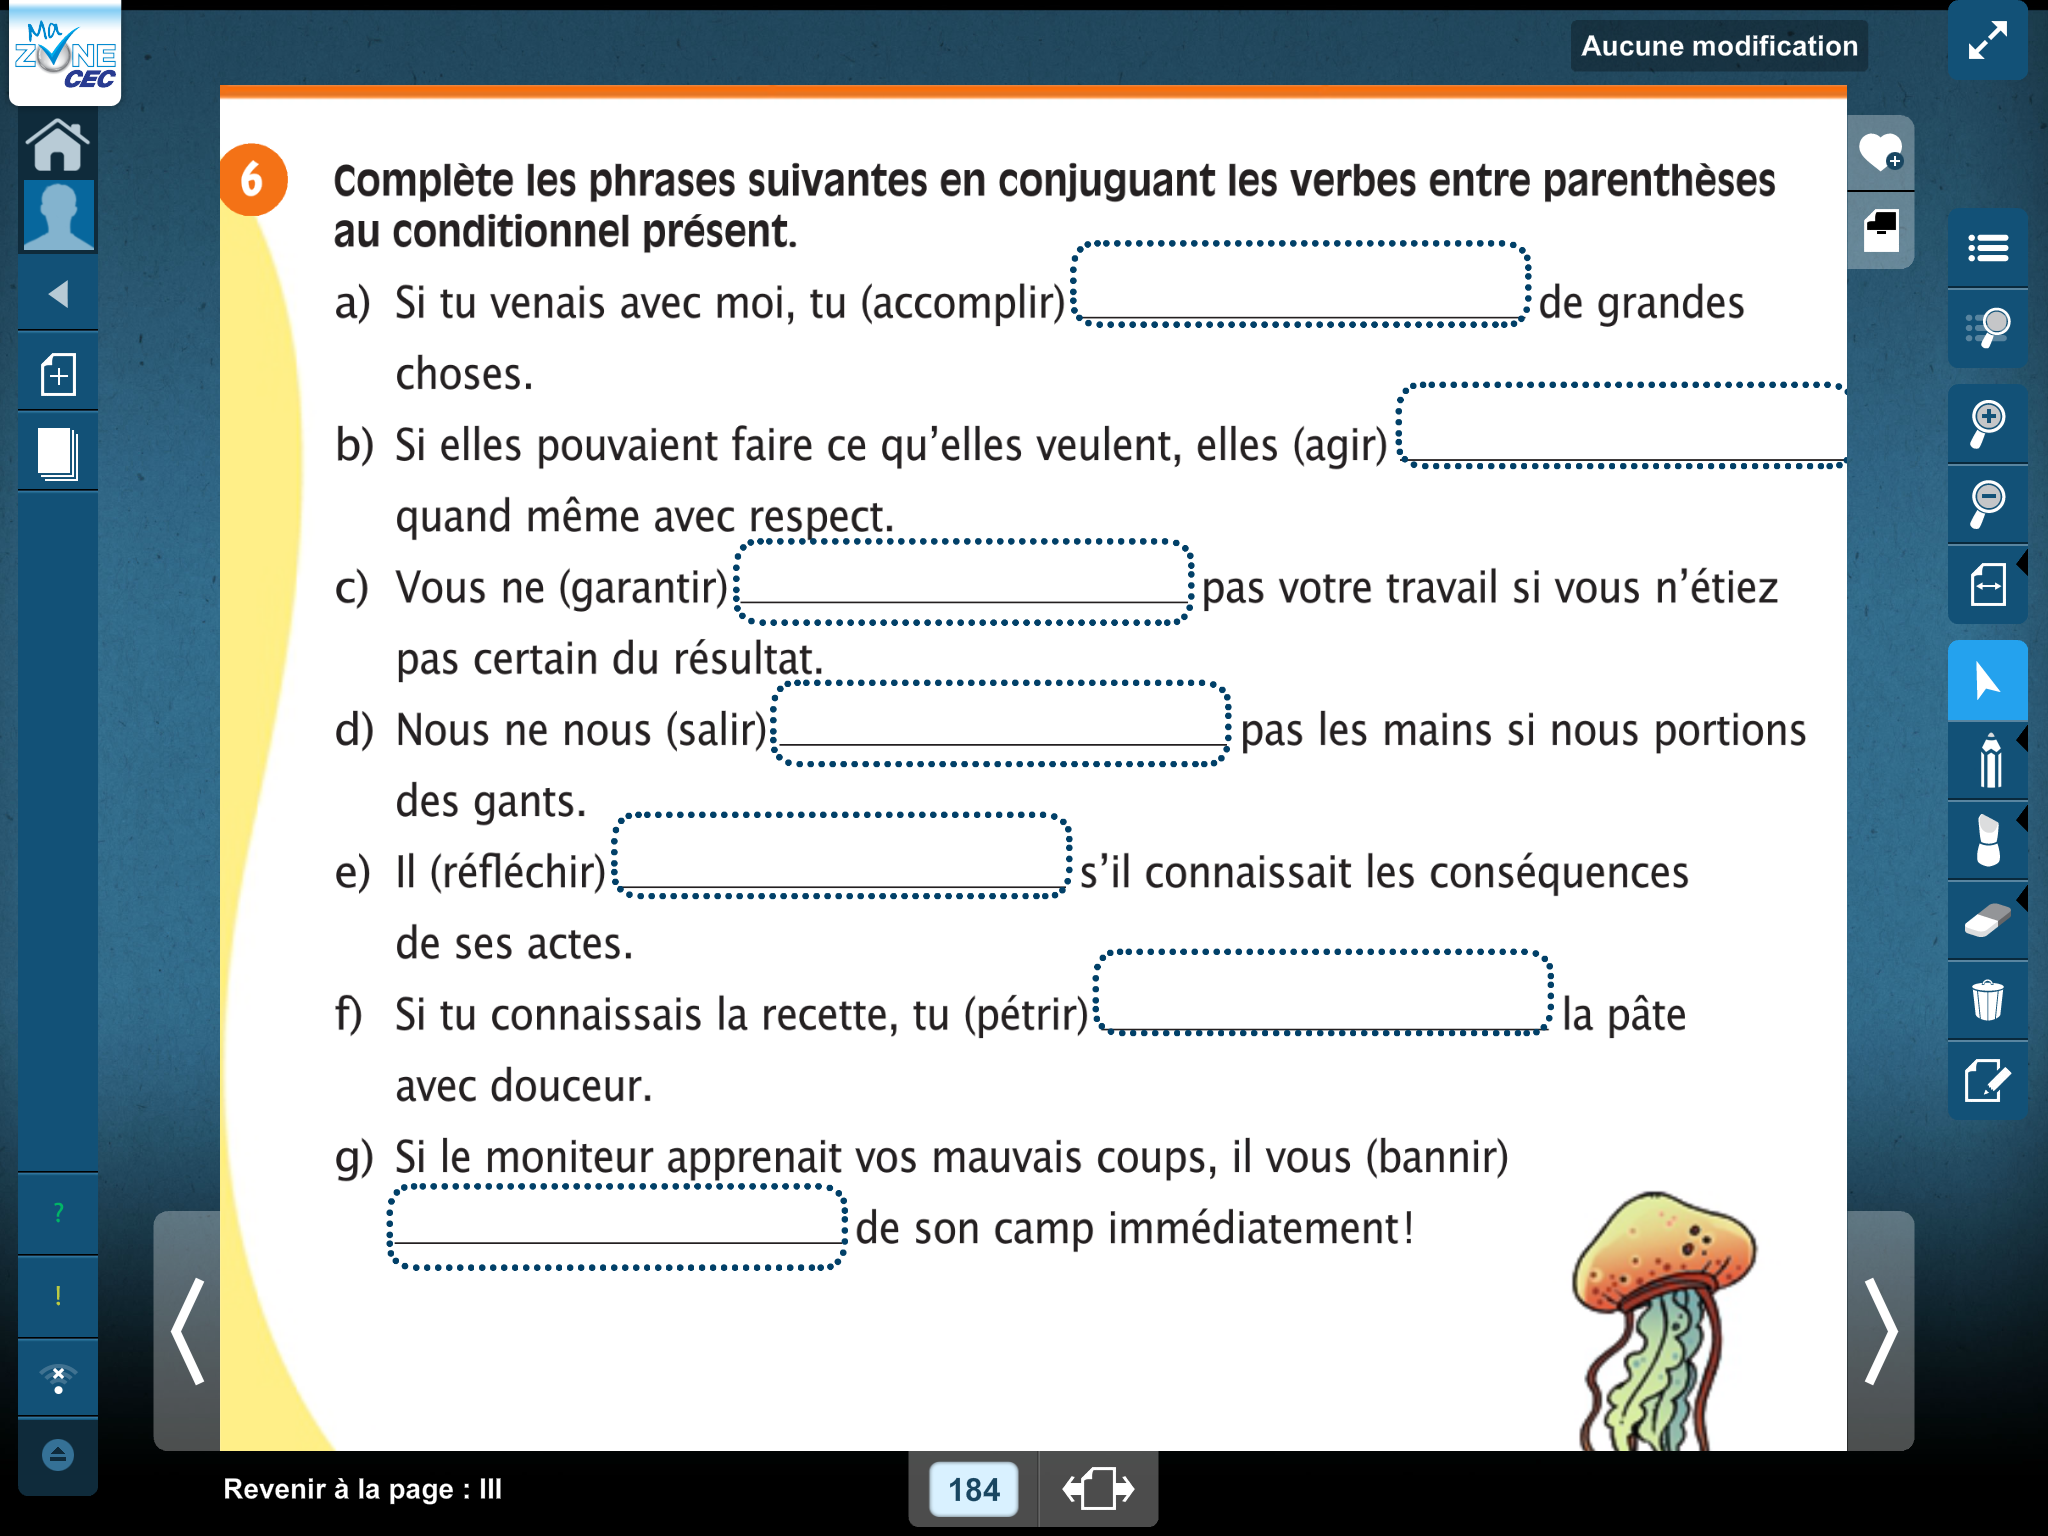 Ma
ZONE
CEC
Aucune modification
6 Complète les phrases suivantes en conjuguant les verbes entre parenthèses
au conditionnel présent.
a) Si tu venais avec moi, tu (accomplir) de grandes
choses.
b) Si elles pouvaient faire ce qu’elles veulent, elles (agir)
quand même avec respect.
c) Vous ne (garantir) pas votre travail si vous n’étiez
pas certain du résultat.
d) Nous ne nous (salir) pas les mains si nous portions
des gants.
e) Il (réfléchir) s’il connaissait les conséquences
de ses actes.
f) Si tu connaissais la recette, tu (pétrir) la pâte
avec douceur.
g) Si le moniteur apprenait vos mauvais coups, il vous (bannir)
de son camp immédiatement!
?
!
Revenir à la page : III
184